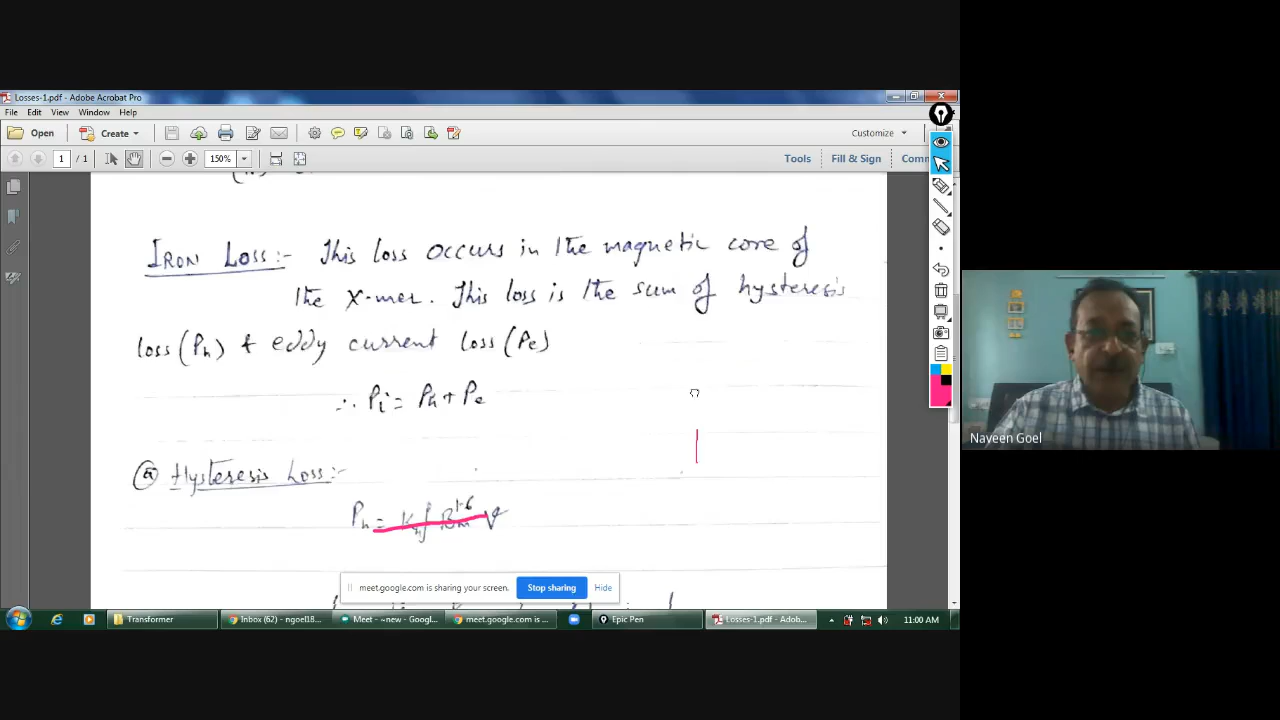 Losses-1.pdf - Adobe Acrobat Pro
File Edit View Window Help
Open Create Customize
1 / 1 150% Tools Fill & Sign Comm
IRON LOSS:- This loss occurs in the magnetic core of
the X-mer. This loss is the sum of hysteresis
loss (Ph) & eddy current loss (Pe)
∴ Pi = Ph + Pe
(a) Hysteresis Loss:-
Ph = Kh f Bm^1.6 V
meet.google.com is sharing your screen. Stop sharing Hide
Transformer Inbox (62) - ngoel18... Meet - ~new - Googl... meet.google.com is ... Epic Pen Losses-1.pdf - Adob... 11:00 AM
Nayeen Goel